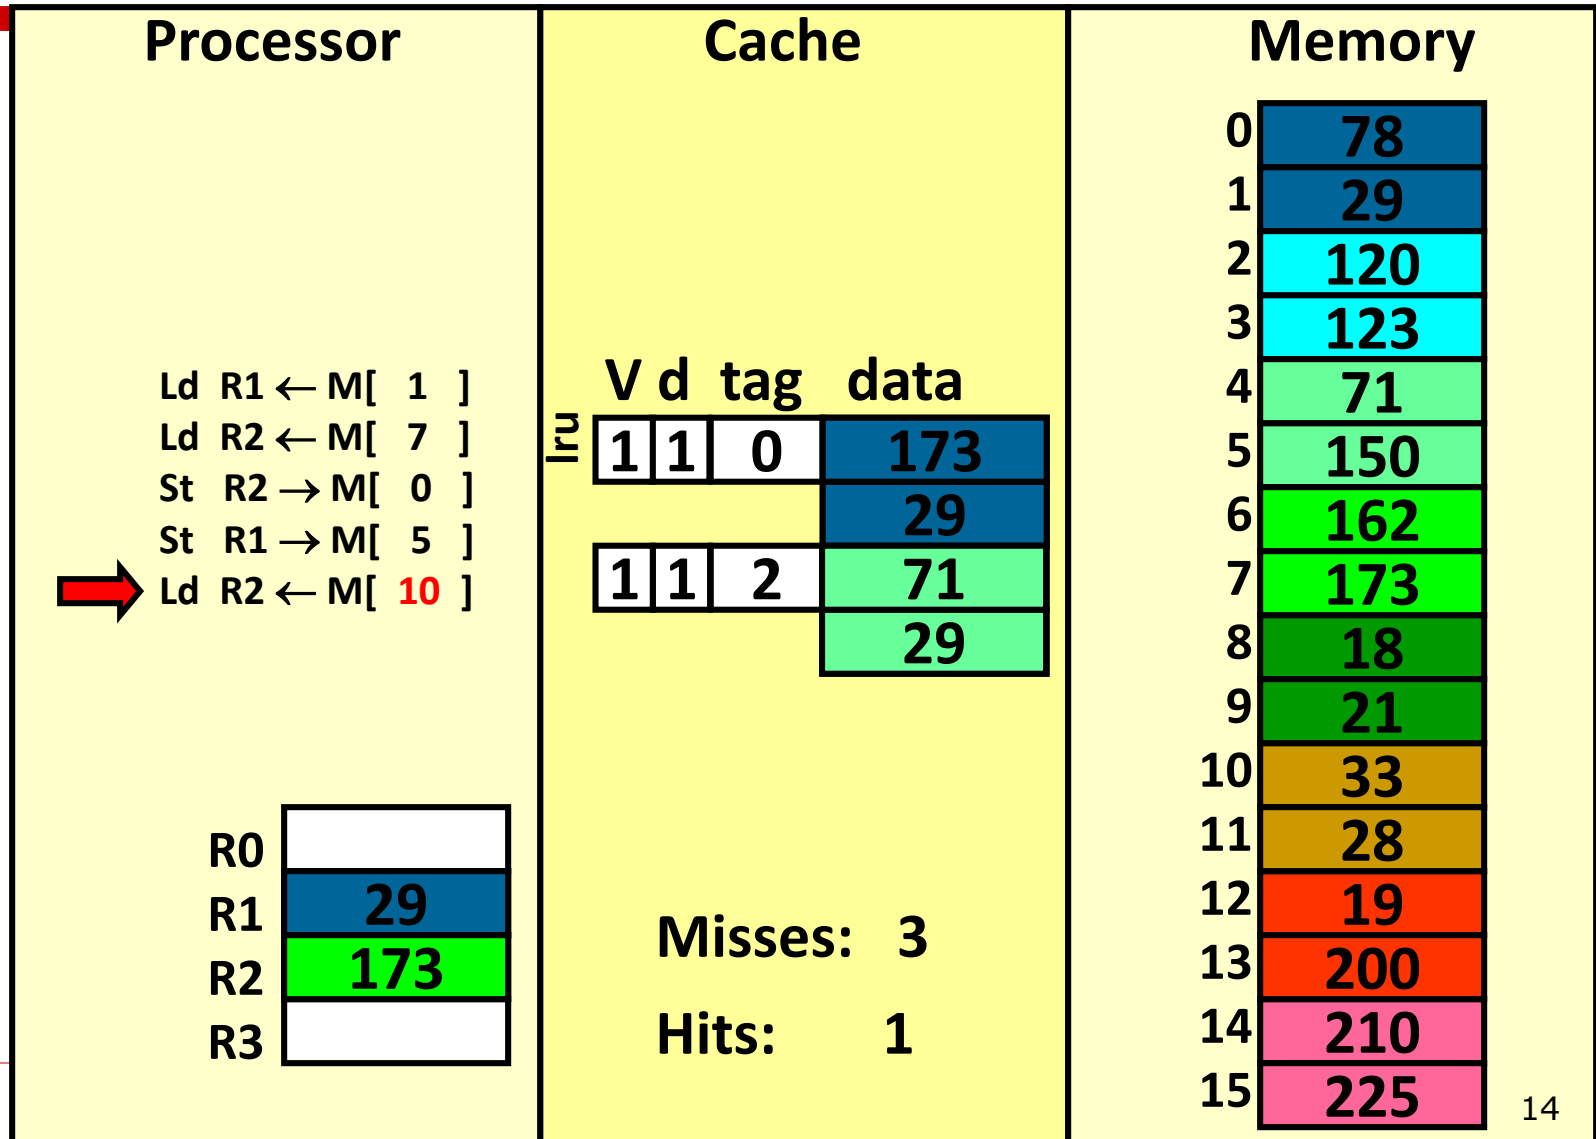 Processor
Ld R1 ← M[ 1 ]
Ld R2 ← M[ 7 ]
St R2 → M[ 0 ]
St R1 → M[ 5 ]
Ld R2 ← M[ 10 ]
R0
R1 29
R2 173
R3
Cache
V d tag data
lru 1 1 0 173
29
1 1 2 71
29
Misses: 3
Hits: 1
Memory
0 78
1 29
2 120
3 123
4 71
5 150
6 162
7 173
8 18
9 21
10 33
11 28
12 19
13 200
14 210
15 225
14